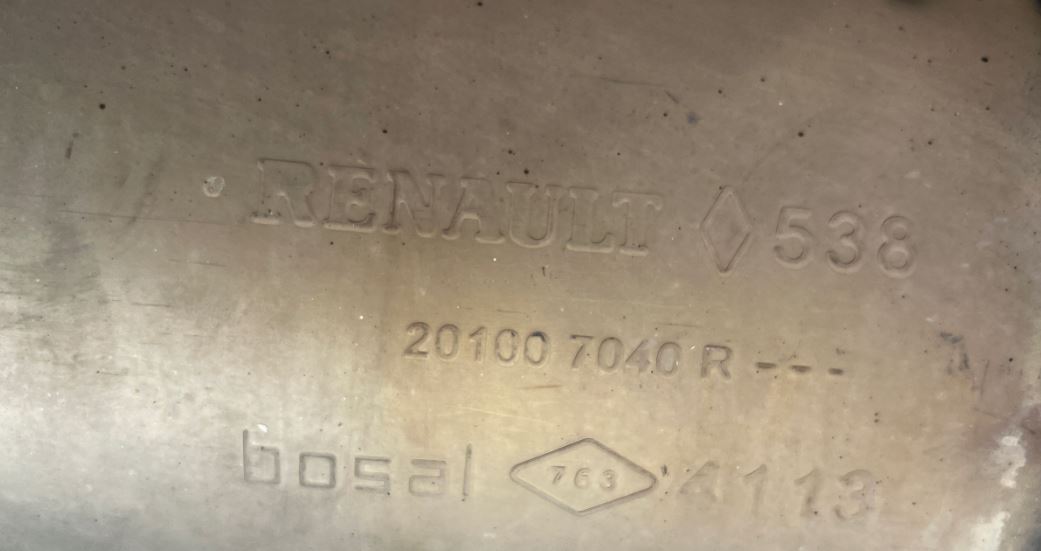 RENAULT 538
20100 7040 R ---
bosal 763 4113